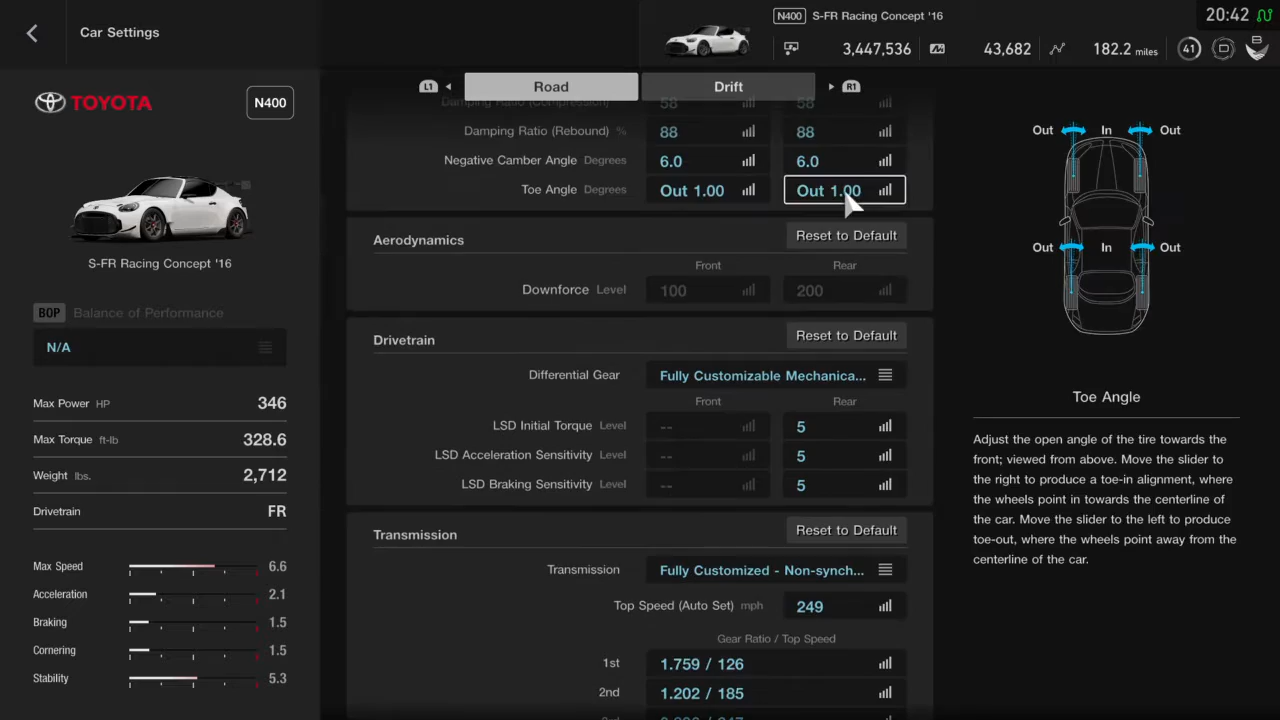 20:42
Car Settings
N400 S-FR Racing Concept '16
3,447,536 43,682 182.2 miles 41 B
L1 Road Drift R1
TOYOTA N400
S-FR Racing Concept '16
BOP Balance of Performance
N/A
Max Power HP 346
Max Torque ft-lb 328.6
Weight lbs. 2,712
Drivetrain FR
Max Speed 6.6
Acceleration 2.1
Braking 1.5
Cornering 1.5
Stability 5.3
Damping Ratio (Compression) 58 58
Damping Ratio (Rebound) % 88 88
Negative Camber Angle Degrees 6.0 6.0
Toe Angle Degrees Out 1.00 Out 1.00
Aerodynamics Reset to Default
Front Rear
Downforce Level 100 200
Drivetrain Reset to Default
Differential Gear Fully Customizable Mechanica...
Front Rear
LSD Initial Torque Level -- 5
LSD Acceleration Sensitivity Level -- 5
LSD Braking Sensitivity Level -- 5
Transmission Reset to Default
Transmission Fully Customized - Non-synch...
Top Speed (Auto Set) mph 249
Gear Ratio / Top Speed
1st 1.759 / 126
2nd 1.202 / 185
Out In Out
Out In Out
Toe Angle
Adjust the open angle of the tire towards the
front; viewed from above. Move the slider to
the right to produce a toe-in alignment, where
the wheels point in towards the centerline of
the car. Move the slider to the left to produce
toe-out, where the wheels point away from the
centerline of the car.